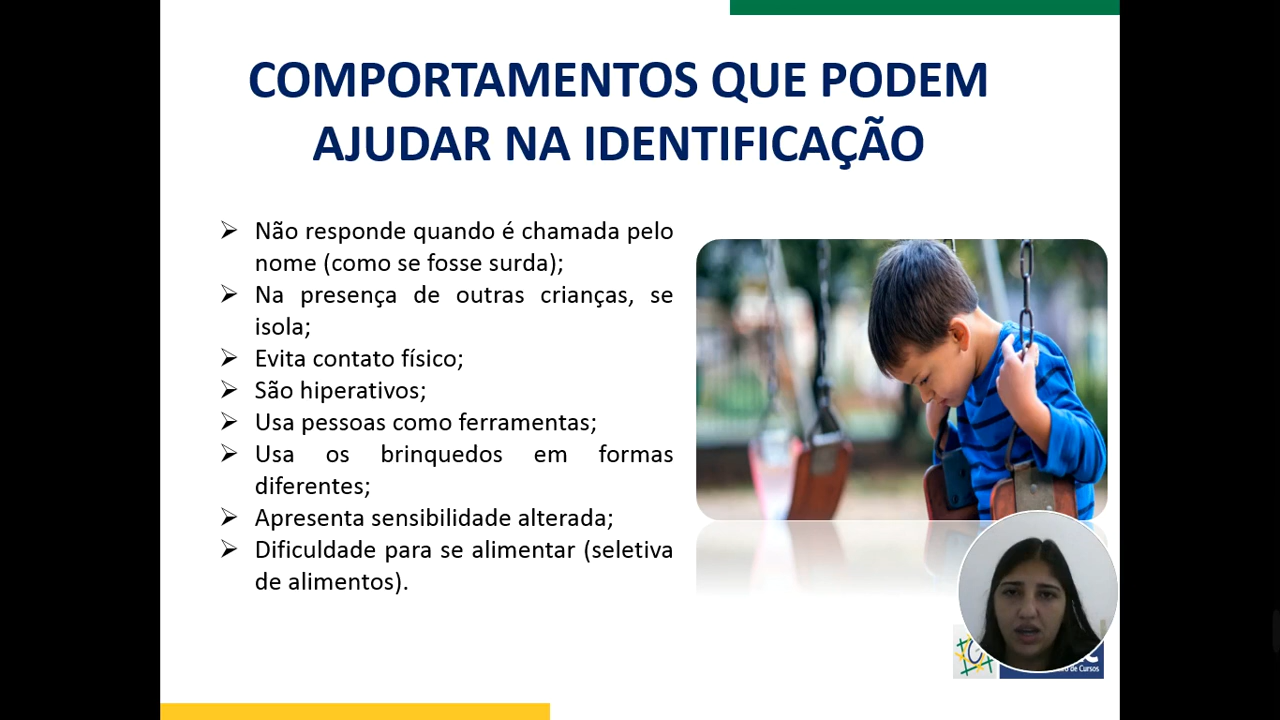 COMPORTAMENTOS QUE PODEM
AJUDAR NA IDENTIFICAÇÃO
➢ Não responde quando é chamada pelo
nome (como se fosse surda);
➢ Na presença de outras crianças, se
isola;
➢ Evita contato físico;
➢ São hiperativos;
➢ Usa pessoas como ferramentas;
➢ Usa os brinquedos em formas
diferentes;
➢ Apresenta sensibilidade alterada;
➢ Dificuldade para se alimentar (seletiva
de alimentos).
de Cursos